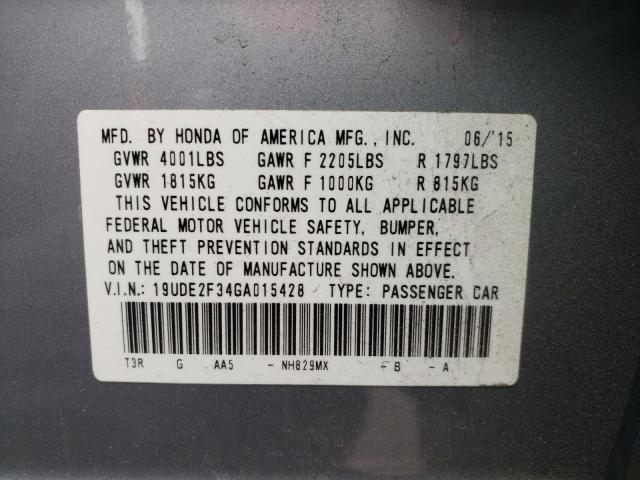 MFD. BY HONDA OF AMERICA MFG., INC. 06/'15
GVWR 4001LBS GAWR F 2205LBS R 1797LBS
GVWR 1815KG GAWR F 1000KG R 815KG
THIS VEHICLE CONFORMS TO ALL APPLICABLE
FEDERAL MOTOR VEHICLE SAFETY, BUMPER,
AND THEFT PREVENTION STANDARDS IN EFFECT
ON THE DATE OF MANUFACTURE SHOWN ABOVE.
V.I.N.: 19UDE2F34GA015428 TYPE: PASSENGER CAR
T3R G AA5 - NH829MX - B - A